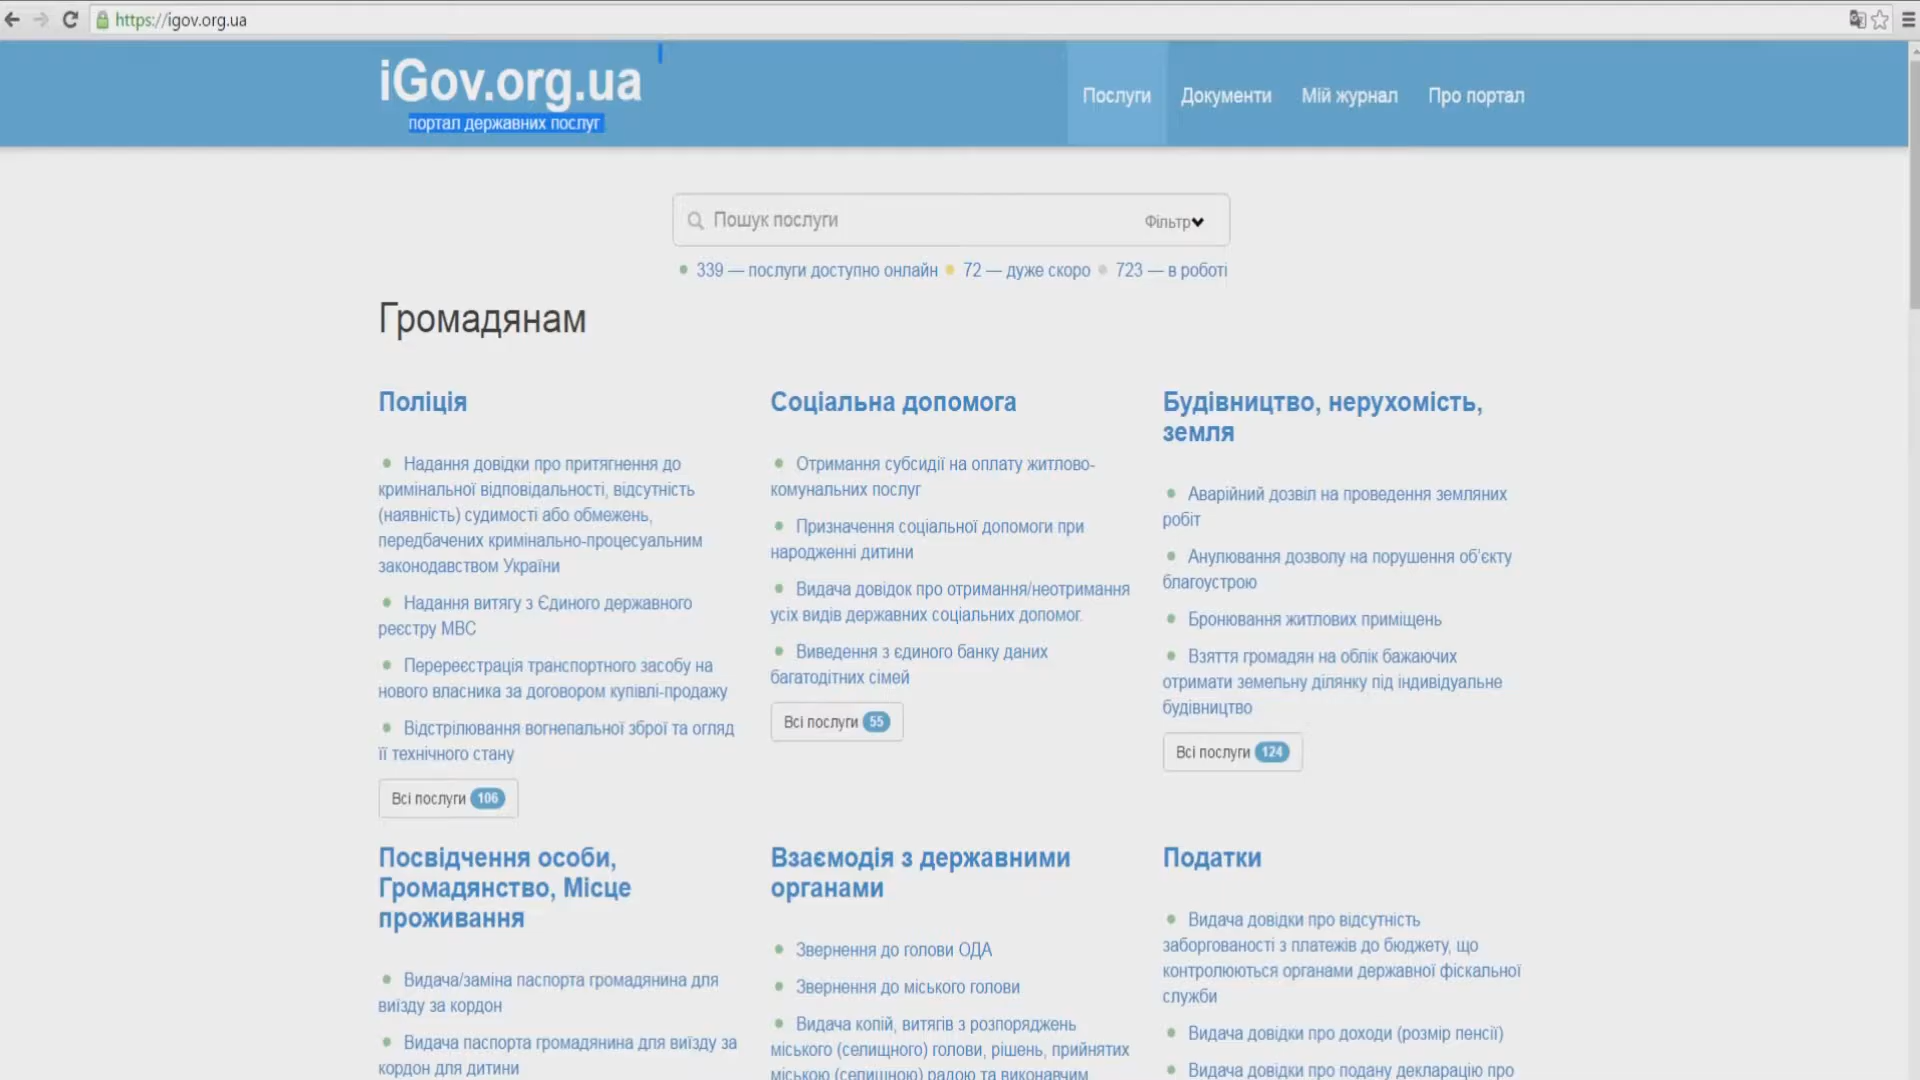 https://igov.org.ua
iGov.org.ua
портал державних послуг
Послуги
Документи
Мій журнал
Про портал
Пошук послуги
Фільтр
339 — послуги доступно онлайн
72 — дуже скоро
723 — в роботі
Громадянам
Поліція
Надання довідки про притягнення до
кримінальної відповідальності, відсутність
(наявність) судимості або обмежень,
передбачених кримінально-процесуальним
законодавством України
Надання витягу з Єдиного державного
реєстру МВС
Перереєстрація транспортного засобу на
нового власника за договором купівлі-продажу
Відстрілювання вогнепальної зброї та огляд
її технічного стану
Всі послуги 106
Соціальна допомога
Отримання субсидії на оплату житлово-
комунальних послуг
Призначення соціальної допомоги при
народженні дитини
Видача довідок про отримання/неотримання
усіх видів державних соціальних допомог.
Виведення з єдиного банку даних
багатодітних сімей
Всі послуги 55
Будівництво, нерухомість,
земля
Аварійний дозвіл на проведення земляних
робіт
Анулювання дозволу на порушення об'єкту
благоустрою
Бронювання житлових приміщень
Взяття громадян на облік бажаючих
отримати земельну ділянку під індивідуальне
будівництво
Всі послуги 124
Посвідчення особи,
Громадянство, Місце
проживання
Видача/заміна паспорта громадянина для
виїзду за кордон
Видача паспорта громадянина для виїзду за
кордон для дитини
Взаємодія з державними
органами
Звернення до голови ОДА
Звернення до міського голови
Видача копій, витягів з розпоряджень
міського (селищного) голови, рішень, прийнятих
міською (селищною) радою та виконавчим
Податки
Видача довідки про відсутність
заборгованості з платежів до бюджету, що
контролюються органами державної фіскальної
служби
Видача довідки про доходи (розмір пенсії)
Видача довідки про подану декларацію про